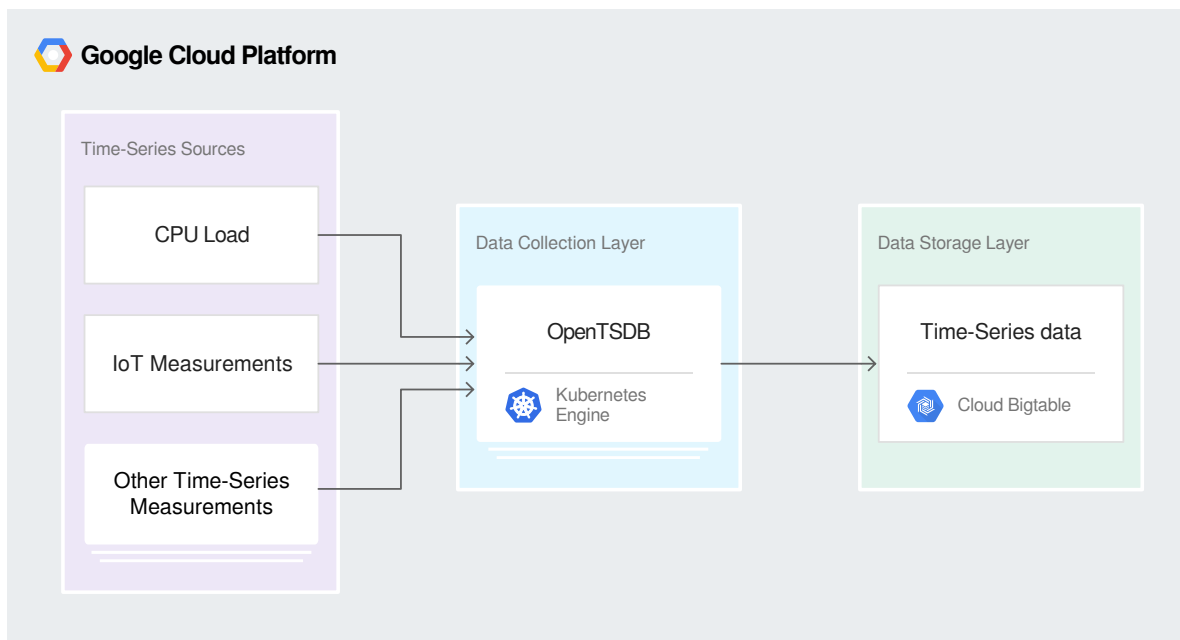 Google Cloud Platform
Time-Series Sources
CPU Load
IoT Measurements
Other Time-Series
Measurements
Data Collection Layer
OpenTSDB
Kubernetes
Engine
Data Storage Layer
Time-Series data
Cloud Bigtable